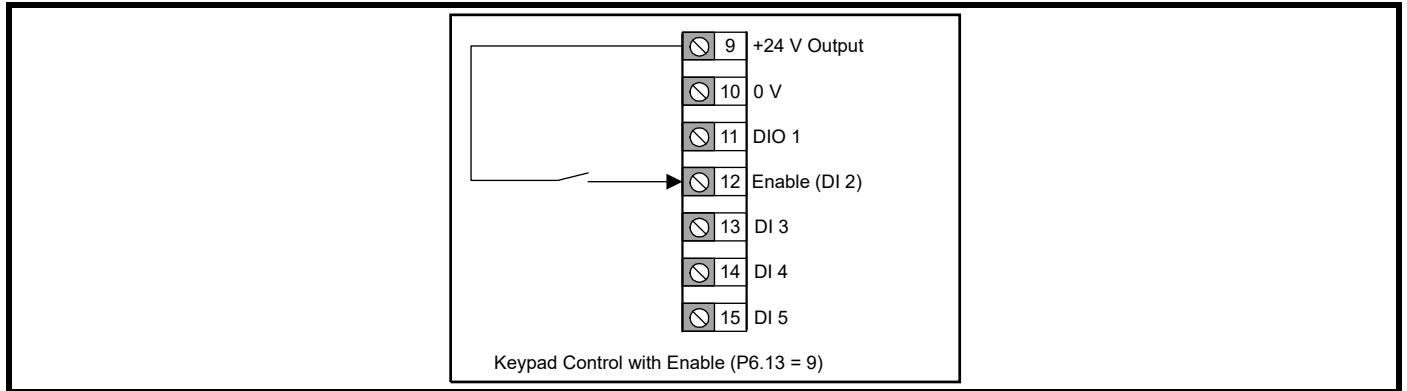 9 +24 V Output
10 0 V
11 DIO 1
12 Enable (DI 2)
13 DI 3
14 DI 4
15 DI 5
Keypad Control with Enable (P6.13 = 9)